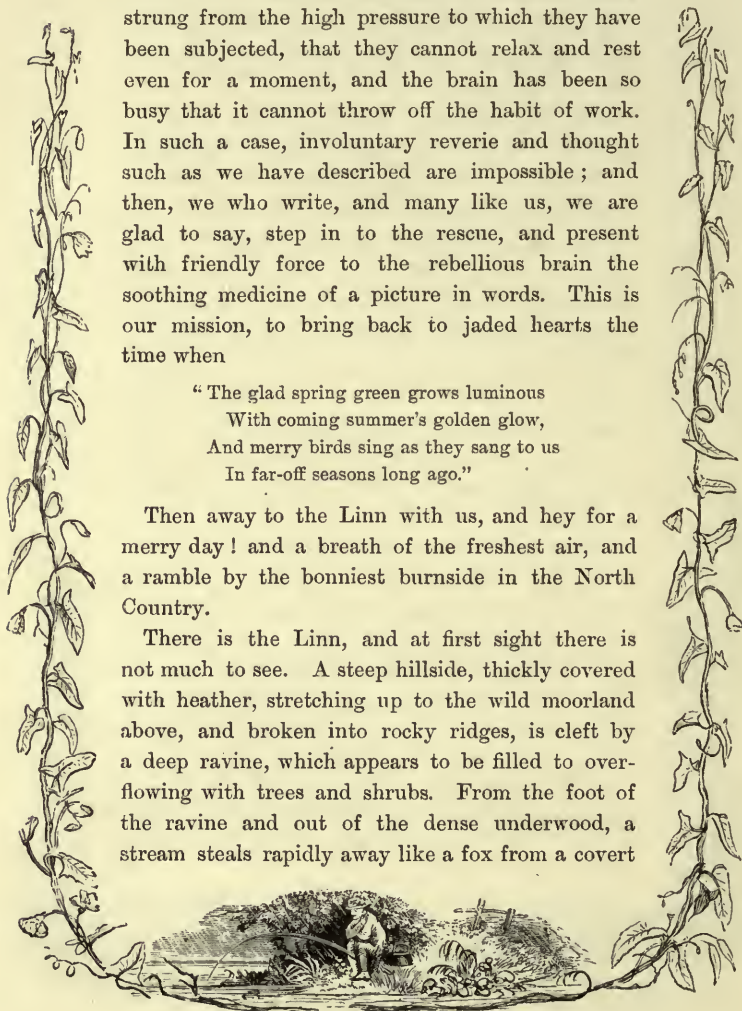 strung from the high pressure to which they have
been subjected, that they cannot relax and rest
even for a moment, and the brain has been so
busy that it cannot throw off the habit of work.
In such a case, involuntary reverie and thought
such as we have described are impossible ; and
then, we who write, and many like us, we are
glad to say, step in to the rescue, and present
with friendly force to the rebellious brain the
soothing medicine of a picture in words. This is
our mission, to bring back to jaded hearts the
time when
“ The glad spring green grows luminous
With coming summer's golden glow,
And merry birds sing as they sang to us
In far-off seasons long ago.”
Then away to the Linn with us, and hey for a
merry day ! and a breath of the freshest air, and
a ramble by the bonniest burnside in the North
Country.
There is the Linn, and at first sight there is
not much to see. A steep hillside, thickly covered
with heather, stretching up to the wild moorland
above, and broken into rocky ridges, is cleft by
a deep ravine, which appears to be filled to over-
flowing with trees and shrubs. From the foot of
the ravine and out of the dense underwood, a
stream steals rapidly away like a fox from a covert